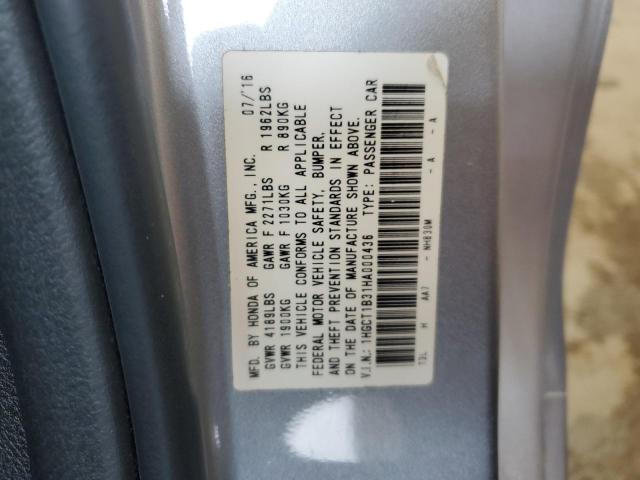 MFD. BY HONDA OF AMERICA MFG., INC. 07/'16
GVWR 4189LBS GAWR F 2271LBS R 1962LBS
GVWR 1900KG GAWR F 1030KG R 890KG
THIS VEHICLE CONFORMS TO ALL APPLICABLE
FEDERAL MOTOR VEHICLE SAFETY, BUMPER,
AND THEFT PREVENTION STANDARDS IN EFFECT
ON THE DATE OF MANUFACTURE SHOWN ABOVE.
V.I.N.: 1HGCT1B31HA000436 TYPE: PASSENGER CAR
T3L H AA7 - NH830M - A - A